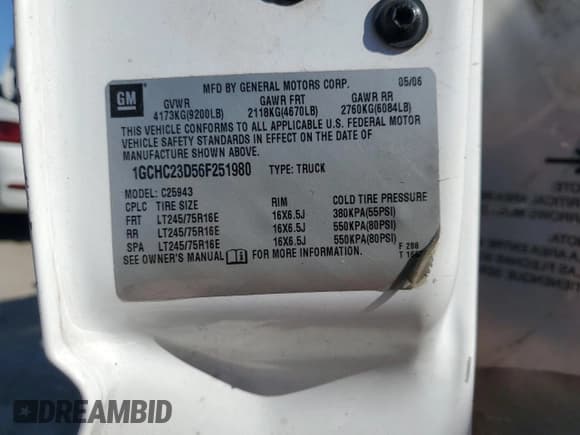 GM
MFD BY GENERAL MOTORS CORP. 05/06
GVWR GAWR FRT GAWR RR
4173KG(9200LB) 2118KG(4670LB) 2760KG(6084LB)
THIS VEHICLE CONFORMS TO ALL APPLICABLE U.S. FEDERAL MOTOR
VEHICLE SAFETY STANDARDS IN EFFECT ON THE DATE OF
MANUFACTURE SHOWN ABOVE.
1GCHC23D56F251980 TYPE: TRUCK
MODEL: C25943
CPLC TIRE SIZE RIM COLD TIRE PRESSURE
FRT LT245/75R16E 16X6.5J 380KPA(55PSI)
RR LT245/75R16E 16X6.5J 550KPA(80PSI)
SPA LT245/75R16E 16X6.5J 550KPA(80PSI)
SEE OWNER'S MANUAL FOR MORE INFORMATION.
F 288
T
DREAMBID